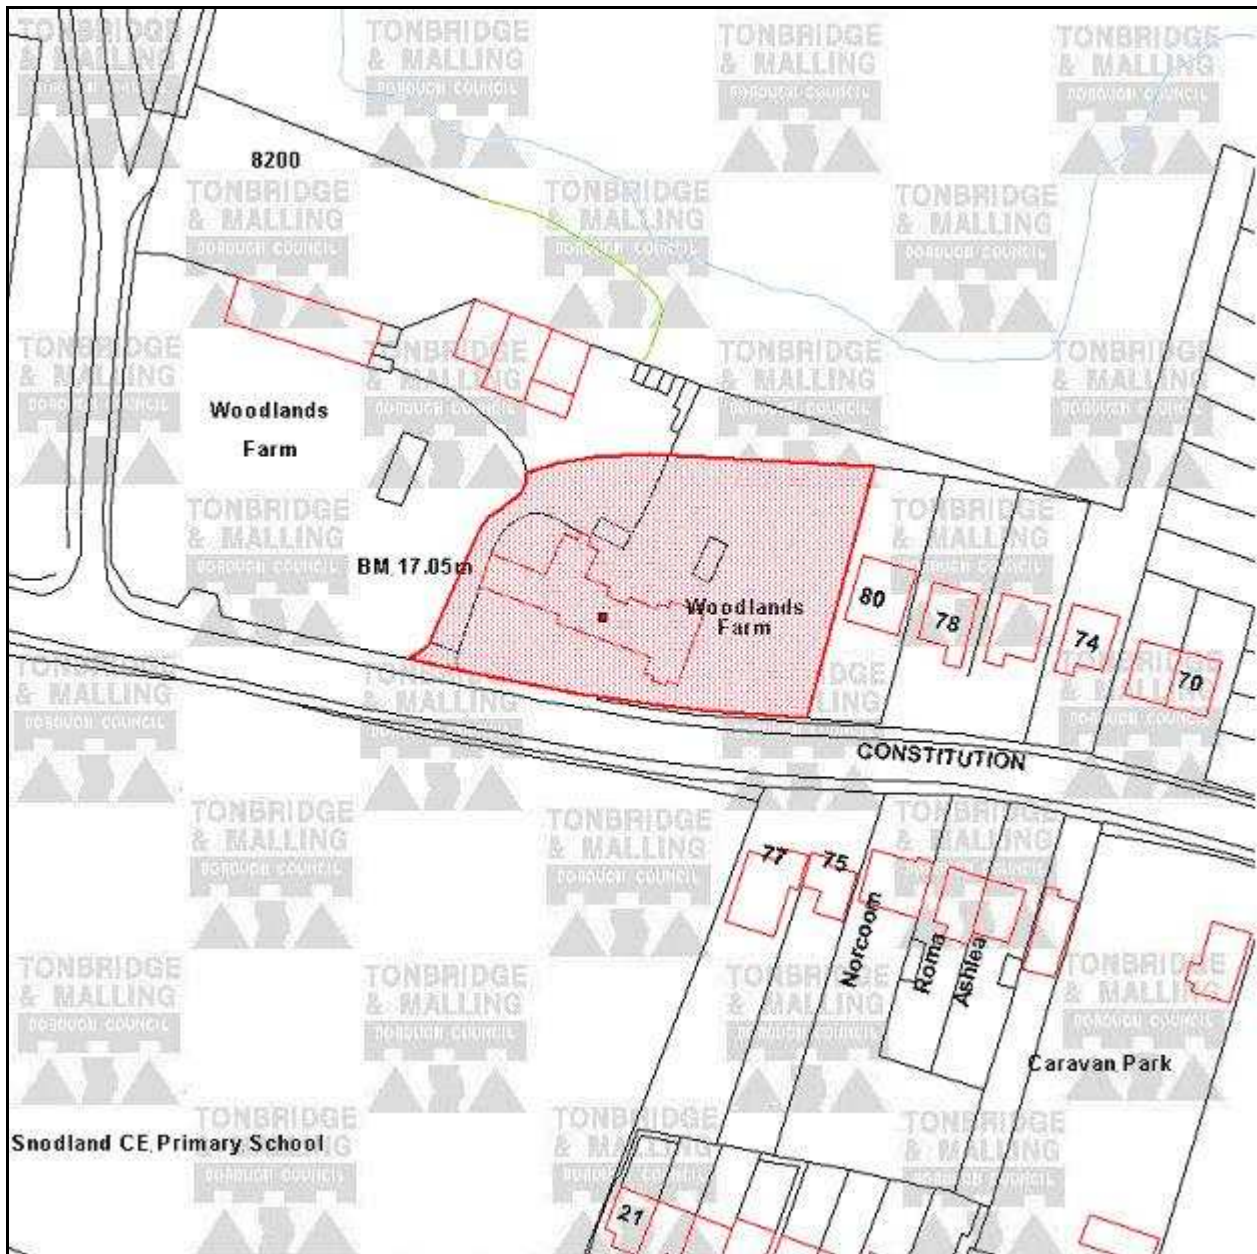 TONBRIDGE
& MALLING
BOROUGH COUNCIL
8200
Woodlands
Farm
BM 17.05m
Woodlands
Farm
80
78
74
70
CONSTITUTION
77
75
Norcoom
Roma
Ashlea
Caravan Park
Snodland CE Primary School
21